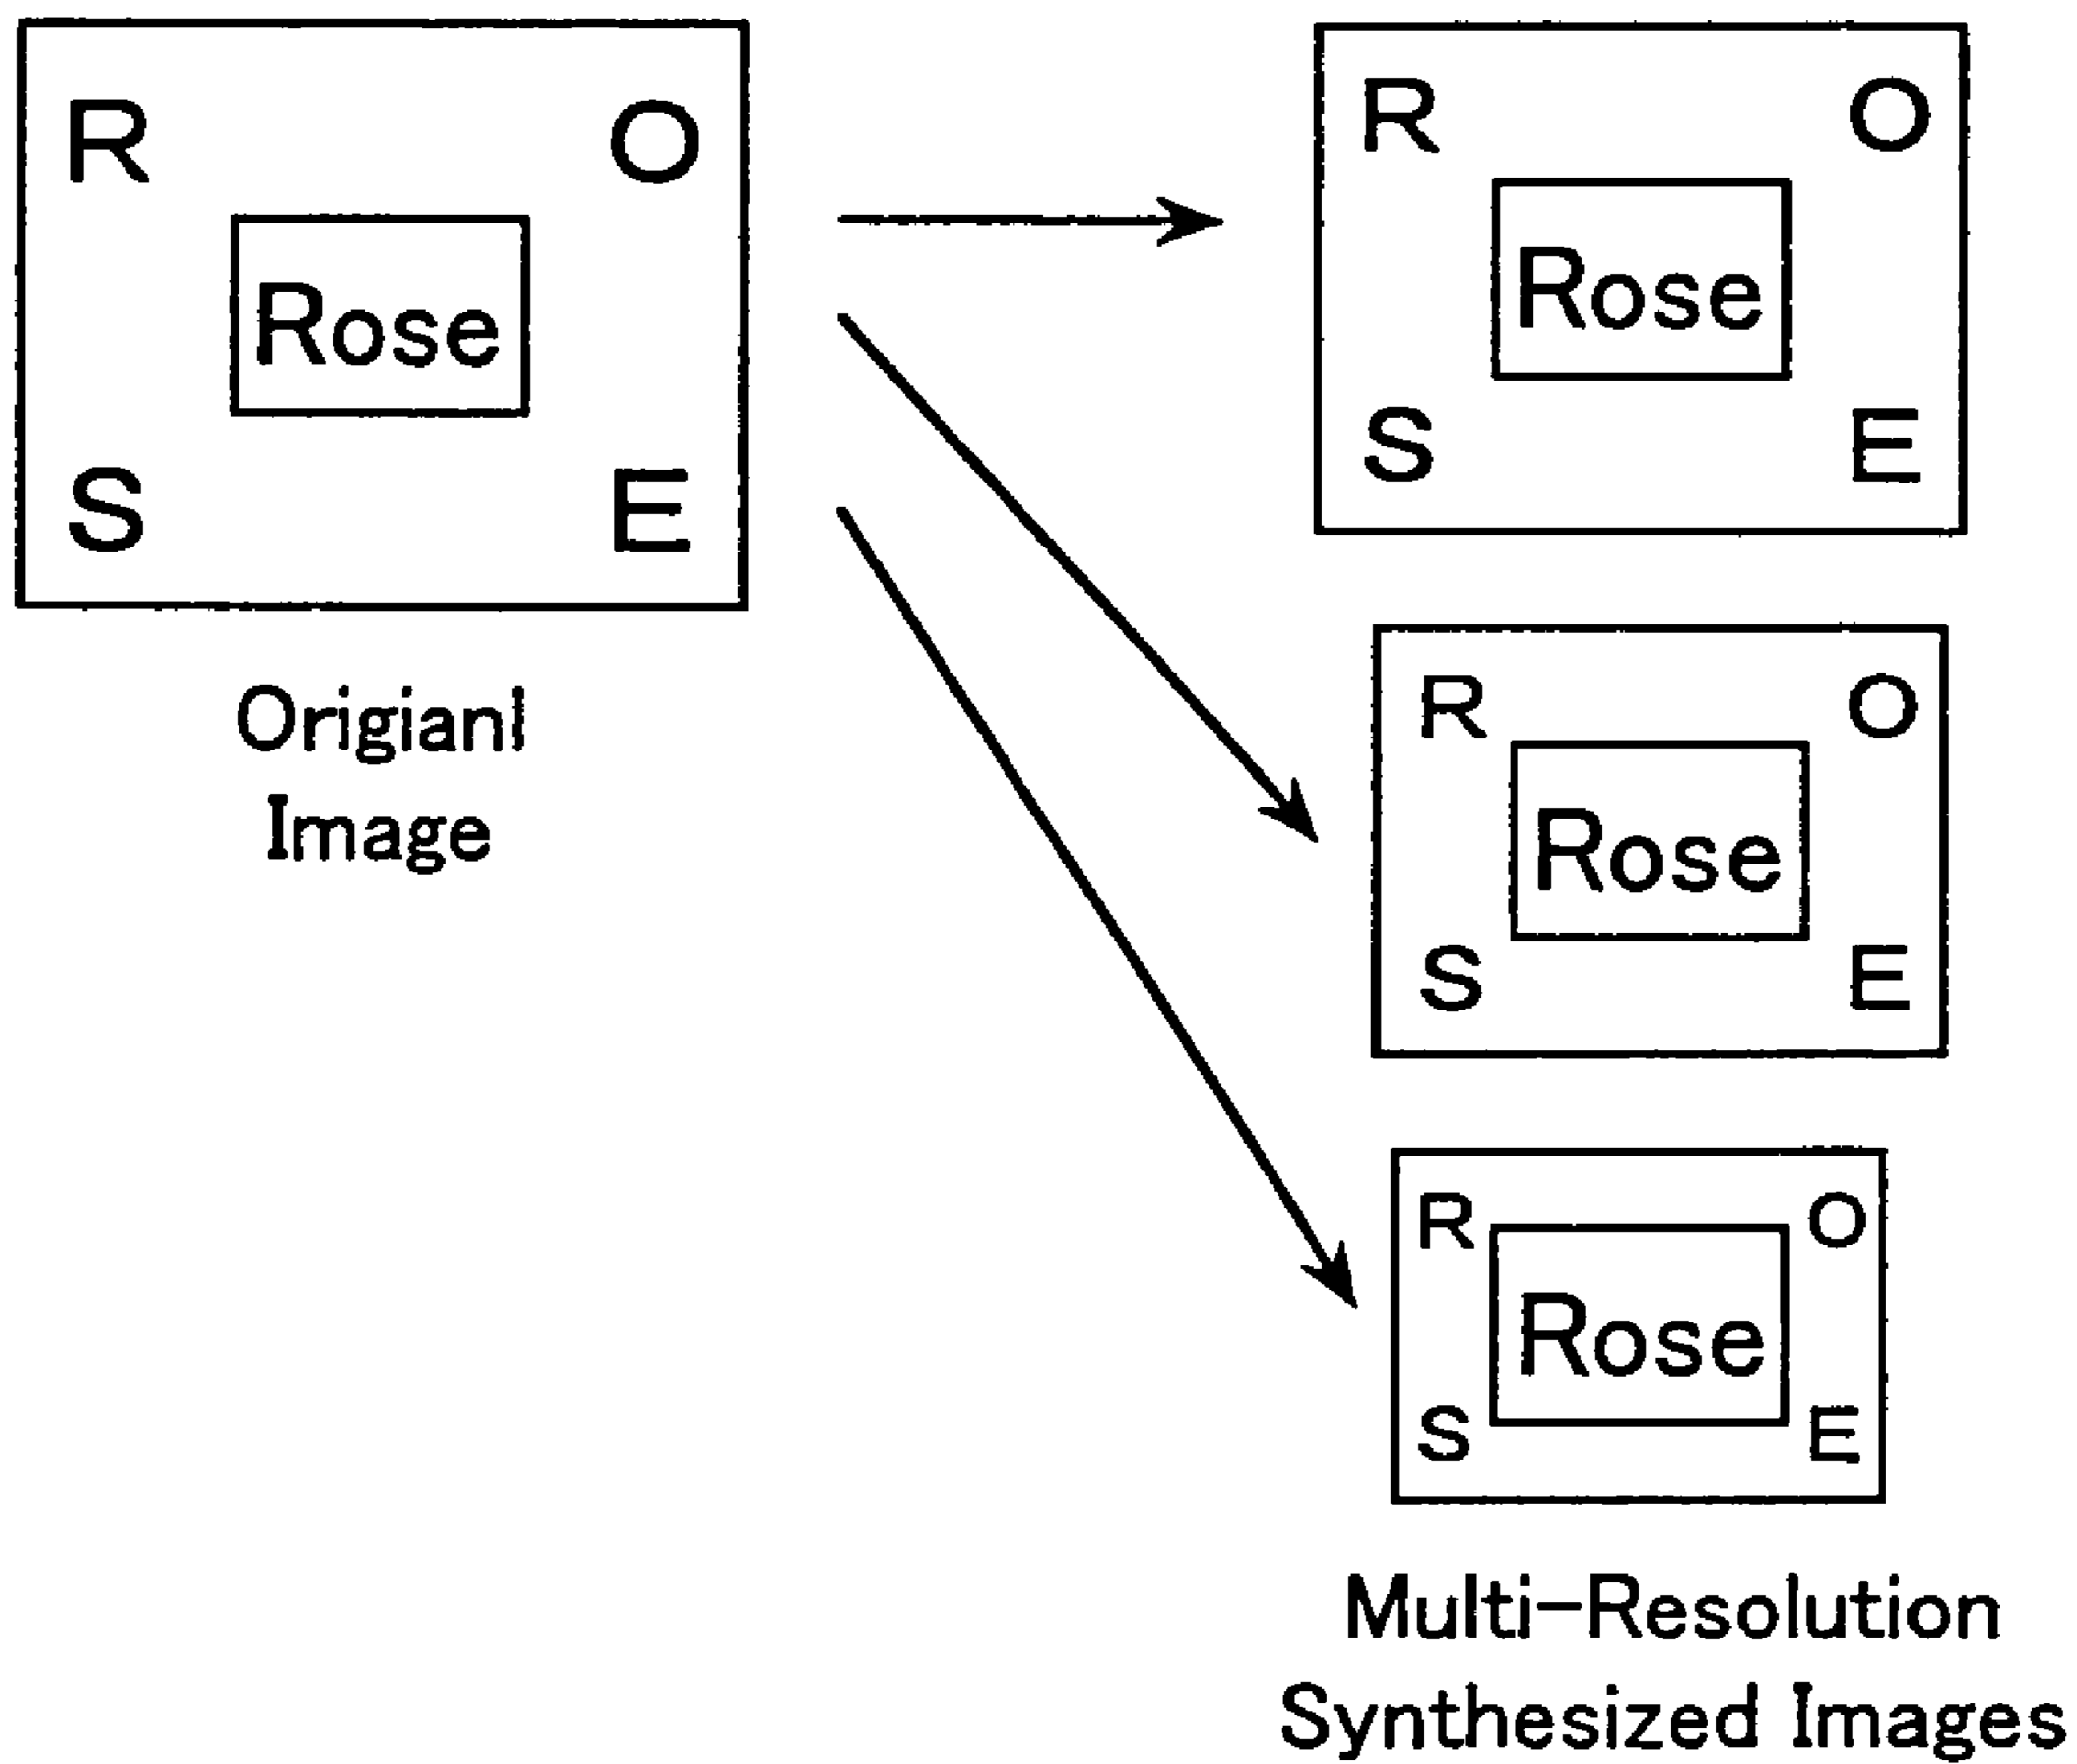 R O
Rose
S E
Origianl
Image
R O
Rose
S E
R O
Rose
S E
R O
Rose
S E
Multi-Resolution
Synthesized Images